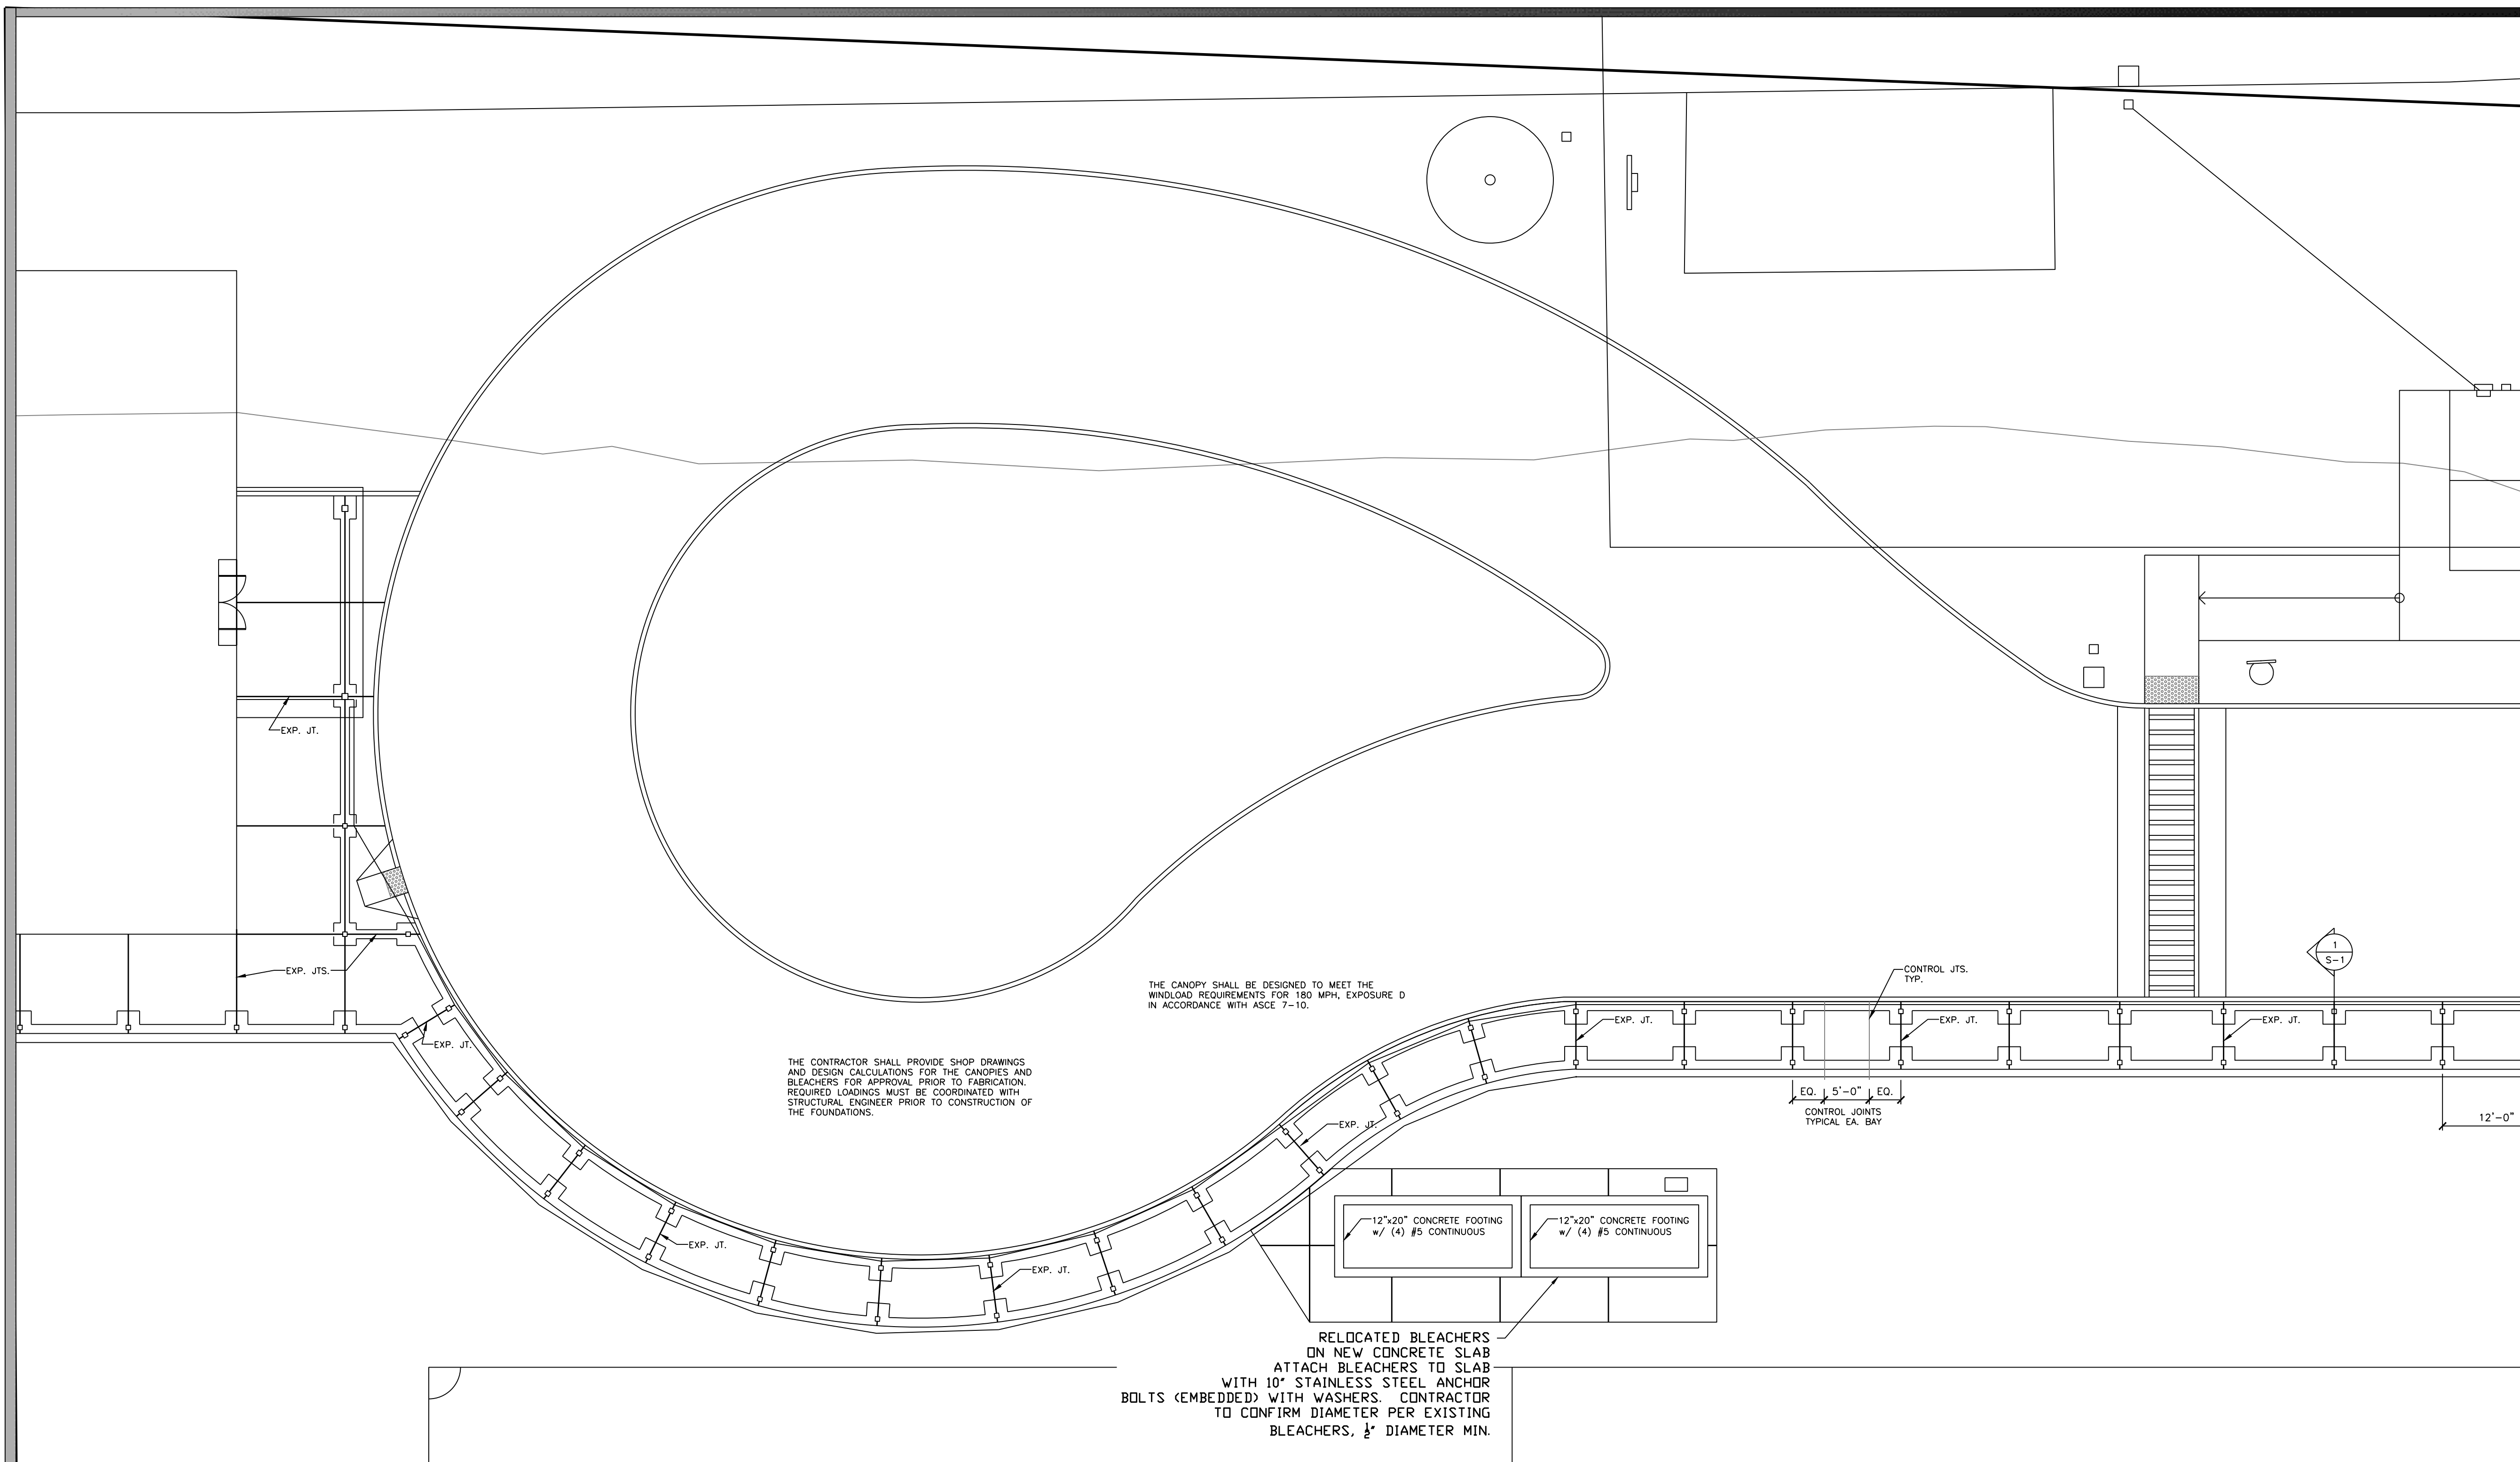 EXP. JT.
EXP. JTS.
EXP. JT.
THE CANOPY SHALL BE DESIGNED TO MEET THE
WINDLOAD REQUIREMENTS FOR 180 MPH, EXPOSURE D
IN ACCORDANCE WITH ASCE 7-10.
THE CONTRACTOR SHALL PROVIDE SHOP DRAWINGS
AND DESIGN CALCULATIONS FOR THE CANOPIES AND
BLEACHERS FOR APPROVAL PRIOR TO FABRICATION.
REQUIRED LOADINGS MUST BE COORDINATED WITH
STRUCTURAL ENGINEER PRIOR TO CONSTRUCTION OF
THE FOUNDATIONS.
CONTROL JTS.
TYP.
1
S-1
EXP. JT.
EXP. JT.
EXP. JT.
EQ.
5'-0"
EQ.
CONTROL JOINTS
TYPICAL EA. BAY
12'-0"
EXP. JT.
EXP. JT.
EXP. JT.
12"x20" CONCRETE FOOTING
w/ (4) #5 CONTINUOUS
12"x20" CONCRETE FOOTING
w/ (4) #5 CONTINUOUS
RELOCATED BLEACHERS
ON NEW CONCRETE SLAB
ATTACH BLEACHERS TO SLAB
WITH 10" STAINLESS STEEL ANCHOR
BOLTS (EMBEDDED) WITH WASHERS. CONTRACTOR
TO CONFIRM DIAMETER PER EXISTING
BLEACHERS, ½" DIAMETER MIN.